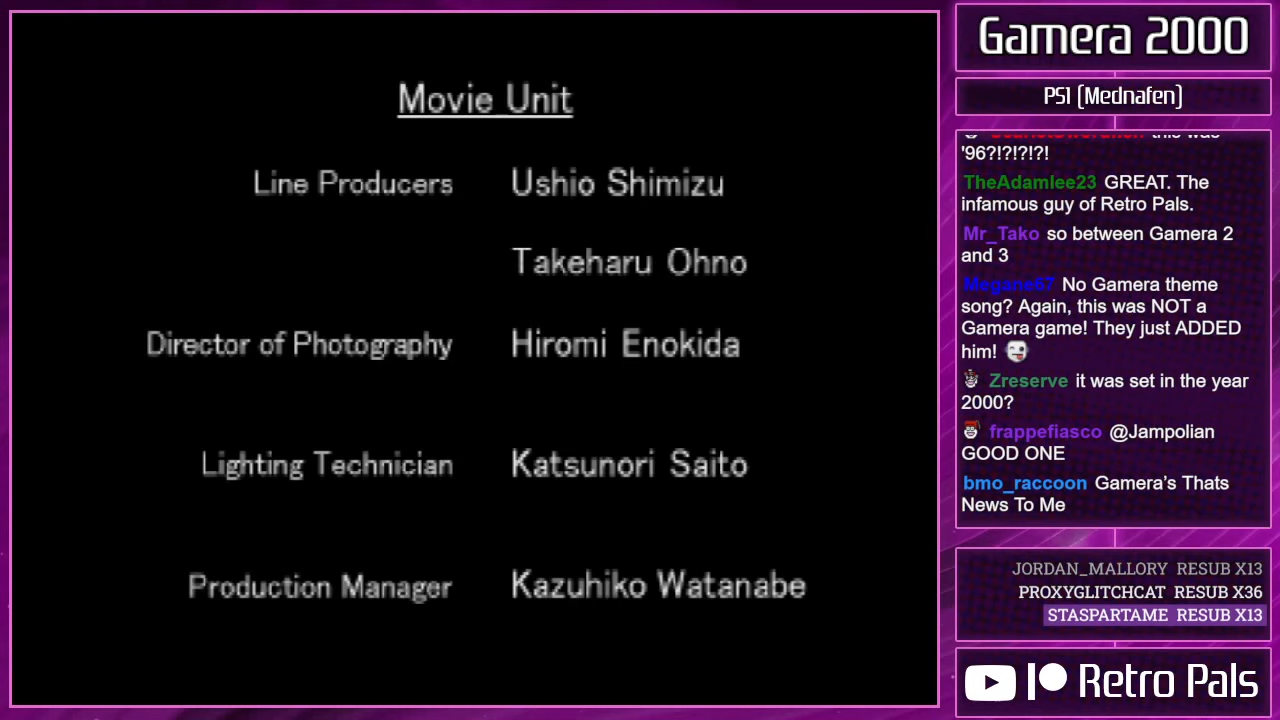 Movie Unit
Line Producers Ushio Shimizu
Takeharu Ohno
Director of Photography Hiromi Enokida
Lighting Technician Katsunori Saito
Production Manager Kazuhiko Watanabe
Gamera 2000
PS1 (Mednafen)
this was
'96?!?!?!?!
TheAdamlee23 GREAT. The
infamous guy of Retro Pals.
Mr_Tako so between Gamera 2
and 3
Megane67 No Gamera theme
song? Again, this was NOT a
Gamera game! They just ADDED
him!
Zreserve it was set in the year
2000?
frappefiasco @Jampolian
GOOD ONE
bmo_raccoon Gamera’s Thats
News To Me
JORDAN_MALLORY RESUB X13
PROXYGLITCHCAT RESUB X36
STASPARTAME RESUB X13
Retro Pals